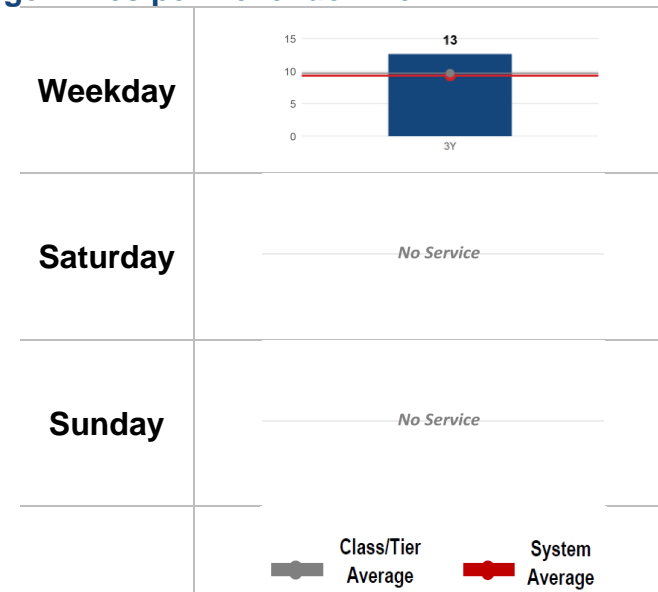 Weekday
15
13
10
5
0
3Y
Saturday
No Service
Sunday
No Service
Class/Tier
Average
System
Average